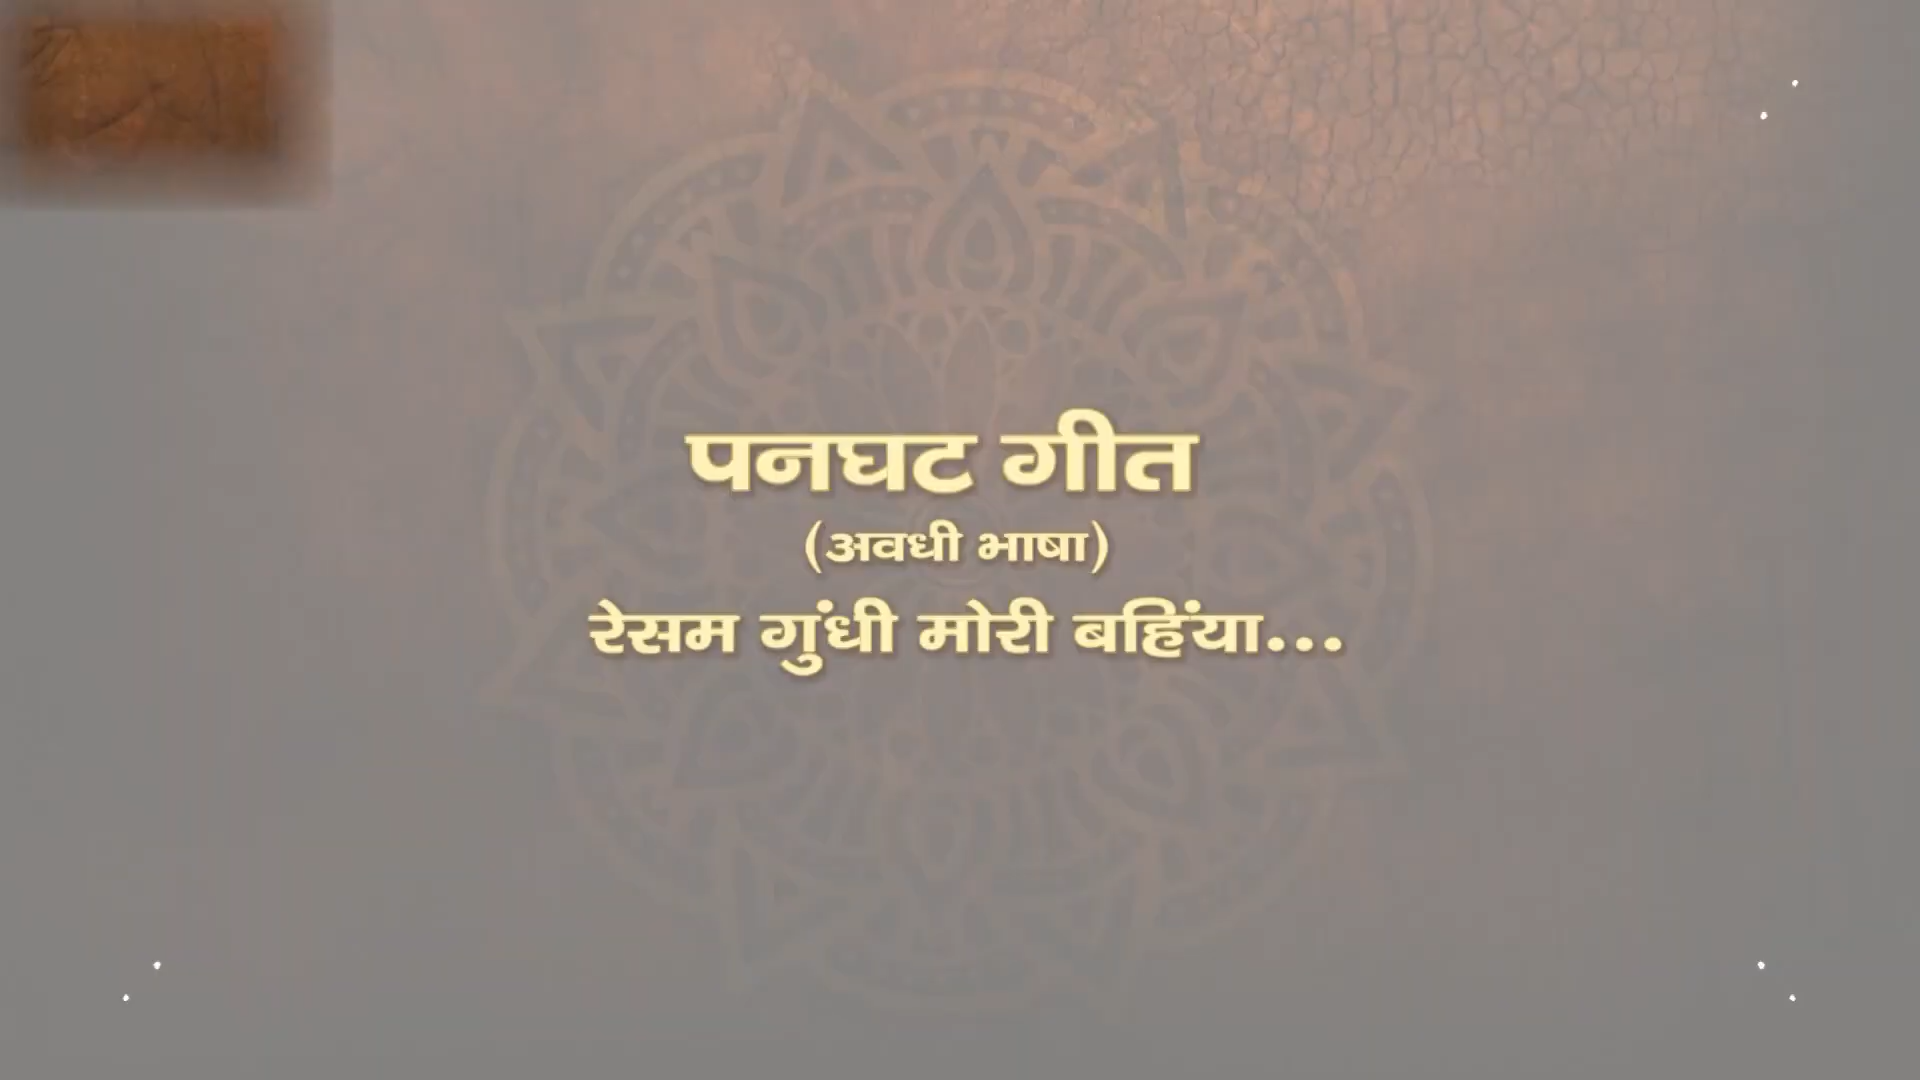 पनघट गीत
(अवधी भाषा)
रेसम गुंधी मोरी बहिंया...